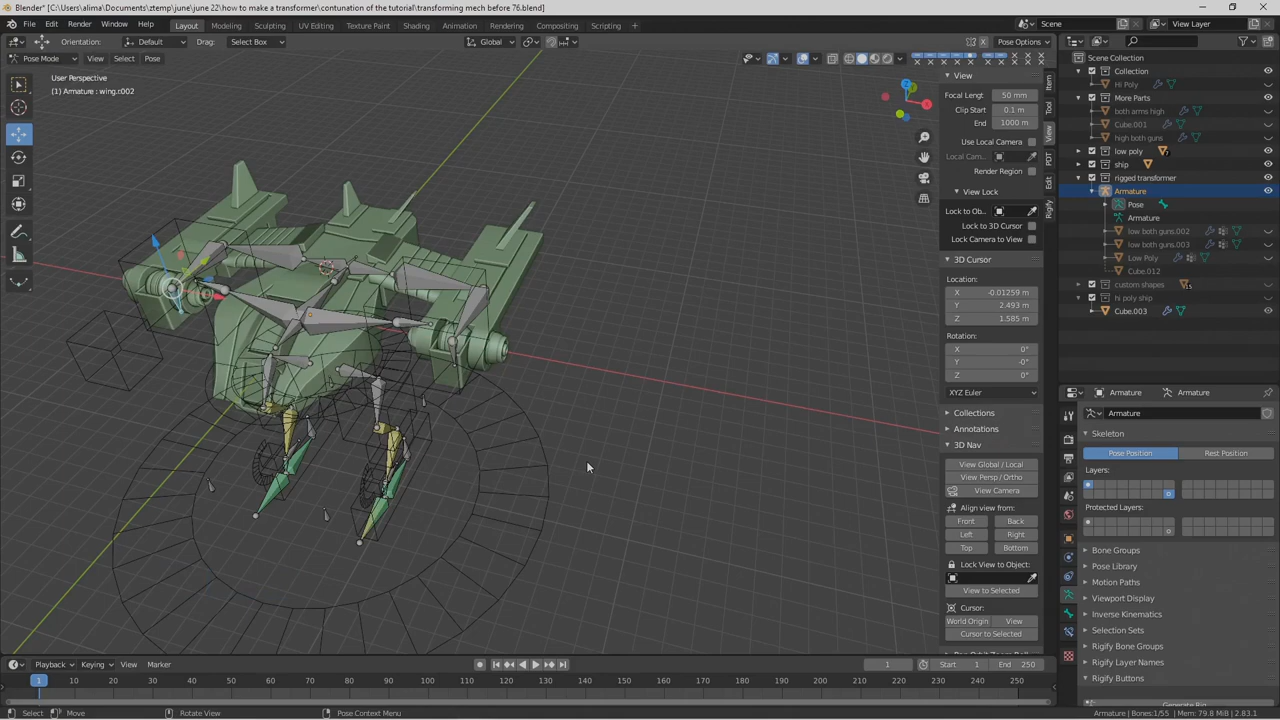 Blender* [C:\Users\alima\Documents\ztemp\june\june 22\how to make a transformer\contunation of the tutorial\transforming mech before 76.blend]
File Edit Render Window Help Layout Modeling Sculpting UV Editing Texture Paint Shading Animation Rendering Compositing Scripting Scene View Layer
Orientation: Default Drag: Select Box Global Pose Options
Pose Mode View Select Pose
User Perspective
(1) Armature : wing.r.002
View
Focal Lengt 50 mm
Clip Start 0.1 m
End 1000 m
Use Local Camera
Local Cam...
Render Region
View Lock
Lock to Ob...
Lock to 3D Cursor
Lock Camera to View
3D Cursor
Location:
X -0.01259 m
Y 2.493 m
Z 1.585 m
Rotation:
X 0°
Y -0°
Z 0°
XYZ Euler
Collections
Annotations
3D Nav
View Global / Local
View Persp / Ortho
View Camera
Align view from:
Front Back
Left Right
Top Bottom
Lock View to Object:
View to Selected
Cursor:
World Origin View
Cursor to Selected
Item
Tool
View
PDT
Edit
Rigify
Scene Collection
Collection
Hi Poly
More Parts
both arms high
Cube.001
high both guns
low poly
ship
rigged transformer
Armature
Pose
Armature
low both guns.002
low both guns.003
Low Poly
Cube.012
custom shapes
hi poly ship
Cube.003
Armature Armature
Armature
Skeleton
Pose Position Rest Position
Layers:
Protected Layers:
Bone Groups
Pose Library
Motion Paths
Viewport Display
Inverse Kinematics
Selection Sets
Rigify Bone Groups
Rigify Layer Names
Rigify Buttons
Playback Keying View Marker 1 Start 1 End 250
1 10 20 30 40 50 60 70 80 90 100 110 120 130 140 150 160 170 180 190 200 210 220 230 240 250
Select Move Rotate View Pose Context Menu Armature | Bones:1/55 | Mem: 79.8 MiB | 2.83.1